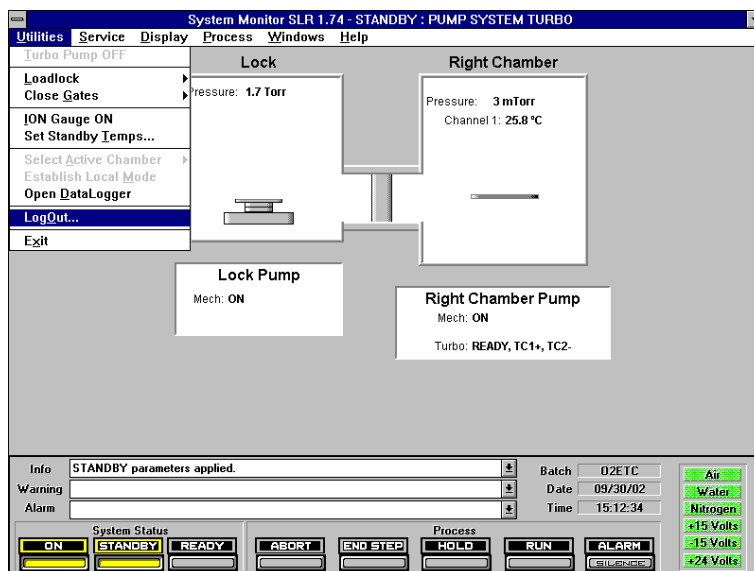 System Monitor SLR 1.74 - STANDBY : PUMP SYSTEM TURBO
Utilities Service Display Process Windows Help
Turbo Pump OFF
Loadlock
Close Gates
ION Gauge ON
Set Standby Temps...
Select Active Chamber
Establish Local Mode
Open DataLogger
LogOut...
Exit
Lock
Pressure: 1.7 Torr
Right Chamber
Pressure: 3 mTorr
Channel 1: 25.8 °C
Lock Pump
Mech: ON
Right Chamber Pump
Mech: ON
Turbo: READY, TC1+, TC2-
Info STANDBY parameters applied.
Warning
Alarm
Batch O2ETC
Date 09/30/02
Time 15:12:34
Air
Water
Nitrogen
+15 Volts
-15 Volts
+24 Volts
System Status
ON STANDBY READY
Process
ABORT END STEP HOLD RUN ALARM
SILENCE